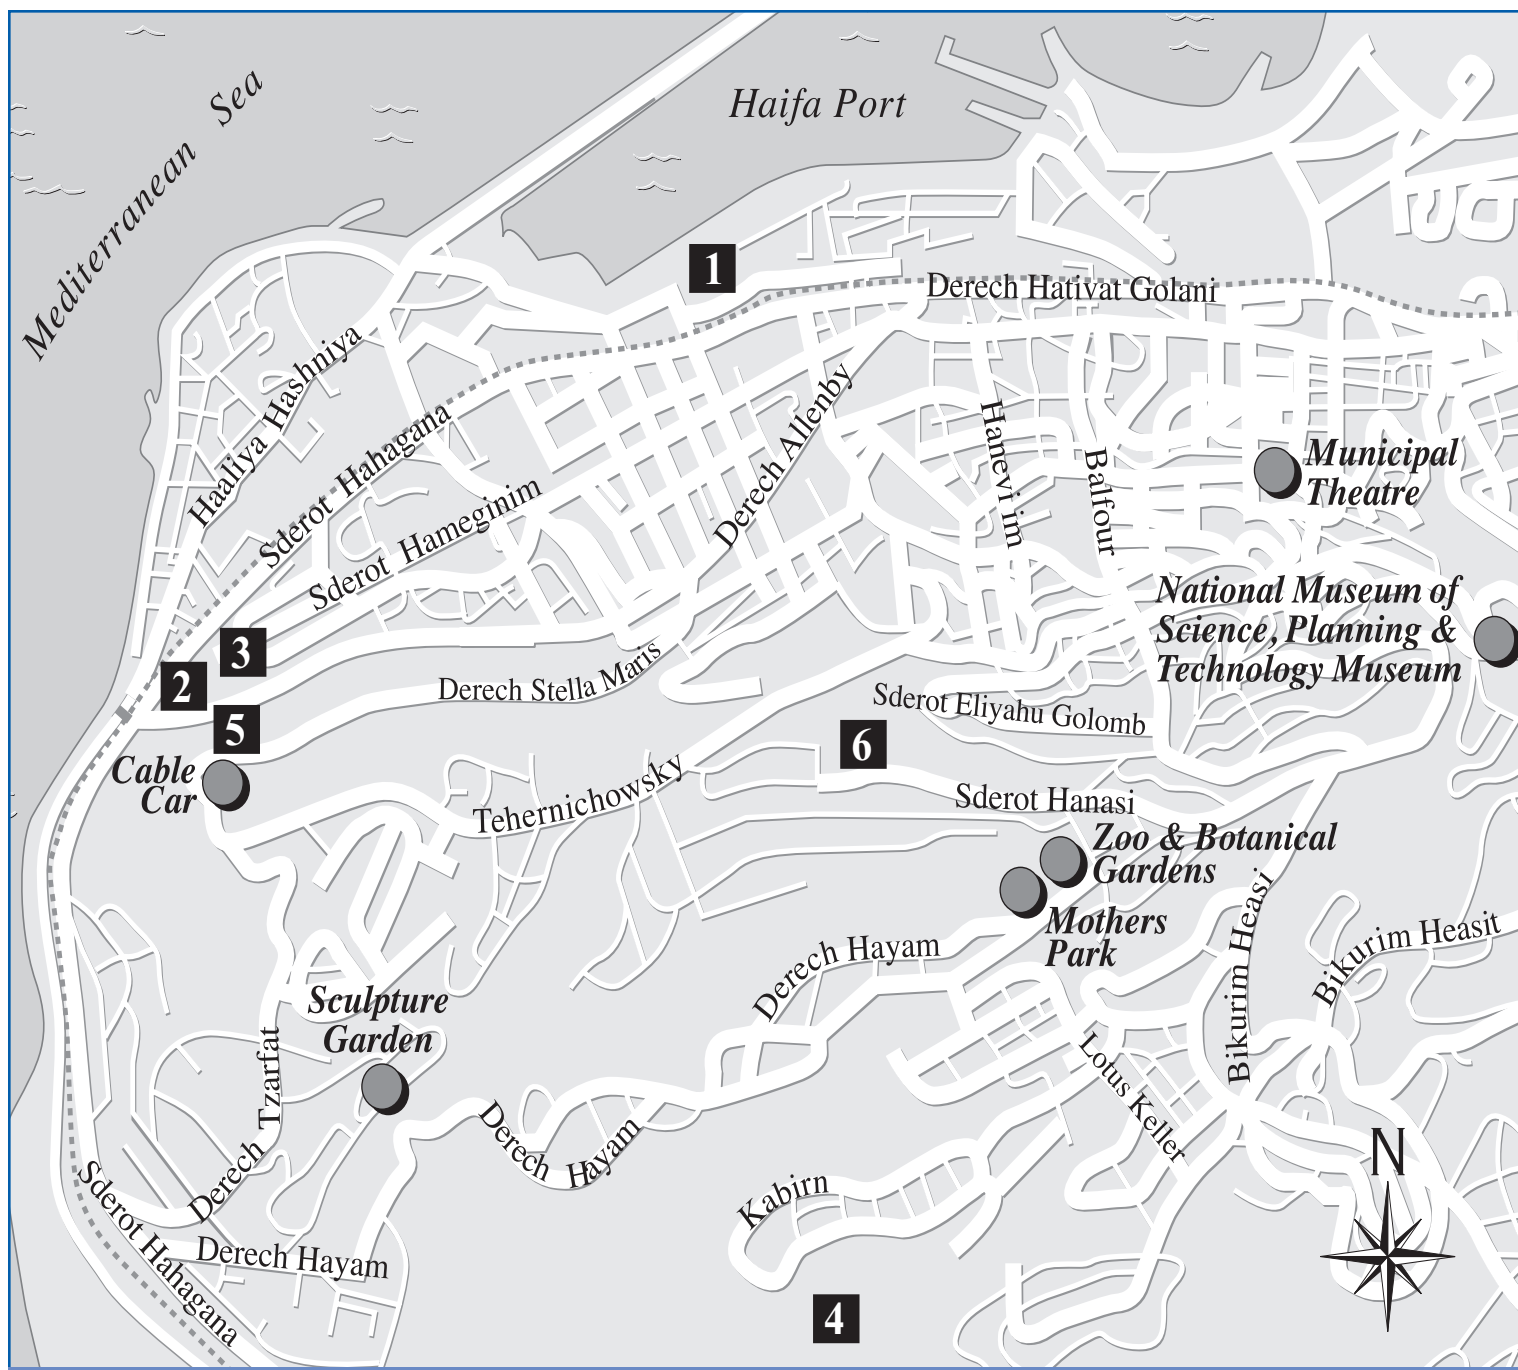 Mediterranean Sea
Haifa Port
1
Derech Hativat Golani
Haaliya Hashniya
Sderot Hahagana
Sderot Hameginim
Derech Allenby
Hanevi im
Balfour
Municipal
Theatre
National Museum of
Science, Planning &
Technology Museum
3
2
5
Derech Stella Maris
Sderot Eliyahu Golomb
6
Cable
Car
Tehernichowsky
Sderot Hanasi
Zoo & Botanical
Gardens
Mothers
Park
Bikurim Heasi
Bikurim Heasit
Derech Hayam
Sculpture
Garden
Derech Tzarfat
Lotus Keller
Derech Hayam
Kabirn
Sderot Hahagana
Derech Hayam
N
4